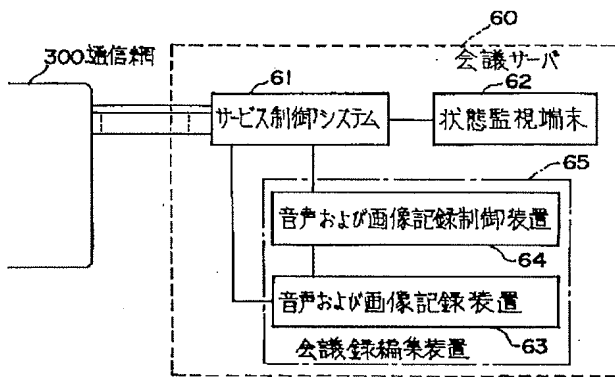 60
会議サーバ
300 通信網
61
サービス制御システム
62
状態監視端末
65
音声および画像記録制御装置
64
音声および画像記録装置
63
会議録編集装置